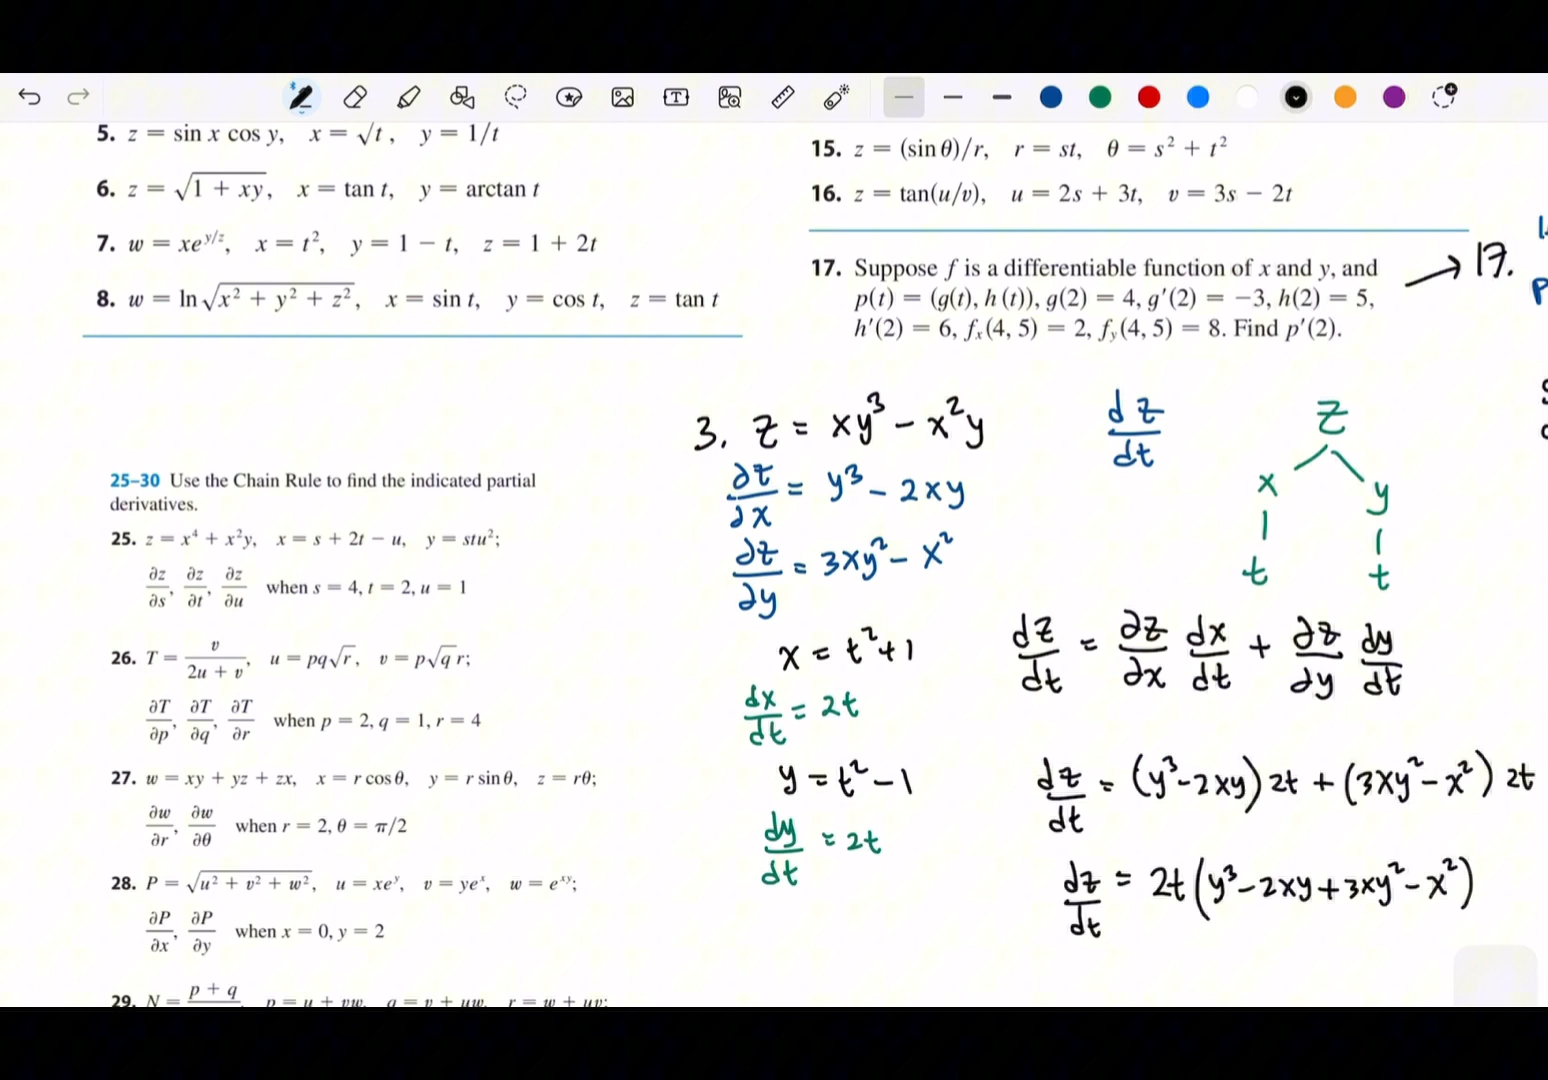 5. z = sin x cos y, x = √t, y = 1/t
6. z = √(1 + xy), x = tan t, y = arctan t
7. w = xe^(y/z), x = t², y = 1 − t, z = 1 + 2t
8. w = ln √(x² + y² + z²), x = sin t, y = cos t, z = tan t
25–30 Use the Chain Rule to find the indicated partial
derivatives.
25. z = x⁴ + x²y, x = s + 2t − u, y = stu²;
∂z/∂s, ∂z/∂t, ∂z/∂u when s = 4, t = 2, u = 1
26. T = v/(2u + v), u = pq√r, v = p√q r;
∂T/∂p, ∂T/∂q, ∂T/∂r when p = 2, q = 1, r = 4
27. w = xy + yz + zx, x = r cos θ, y = r sin θ, z = rθ;
∂w/∂r, ∂w/∂θ when r = 2, θ = π/2
28. P = √(u² + v² + w²), u = xe^y, v = ye^x, w = e^(xy);
∂P/∂x, ∂P/∂y when x = 0, y = 2
29. N = p + q p = u + vw, q = v + uw, r = w + uv;
15. z = (sin θ)/r, r = st, θ = s² + t²
16. z = tan(u/v), u = 2s + 3t, v = 3s − 2t
17. Suppose f is a differentiable function of x and y, and
p(t) = (g(t), h (t)), g(2) = 4, g′(2) = −3, h(2) = 5,
h′(2) = 6, fₓ(4, 5) = 2, f_y(4, 5) = 8. Find p′(2).
→ 17.
3. z = xy³ − x²y
∂z/∂x = y³ − 2xy
∂z/∂y = 3xy² − x²
x = t² + 1
dx/dt = 2t
y = t² − 1
dy/dt = 2t
dz/dt
z
x y
t t
dz/dt = ∂z/∂x dx/dt + ∂z/∂y dy/dt
dz/dt = (y³ − 2xy) 2t + (3xy² − x²) 2t
dz/dt = 2t (y³ − 2xy + 3xy² − x²)